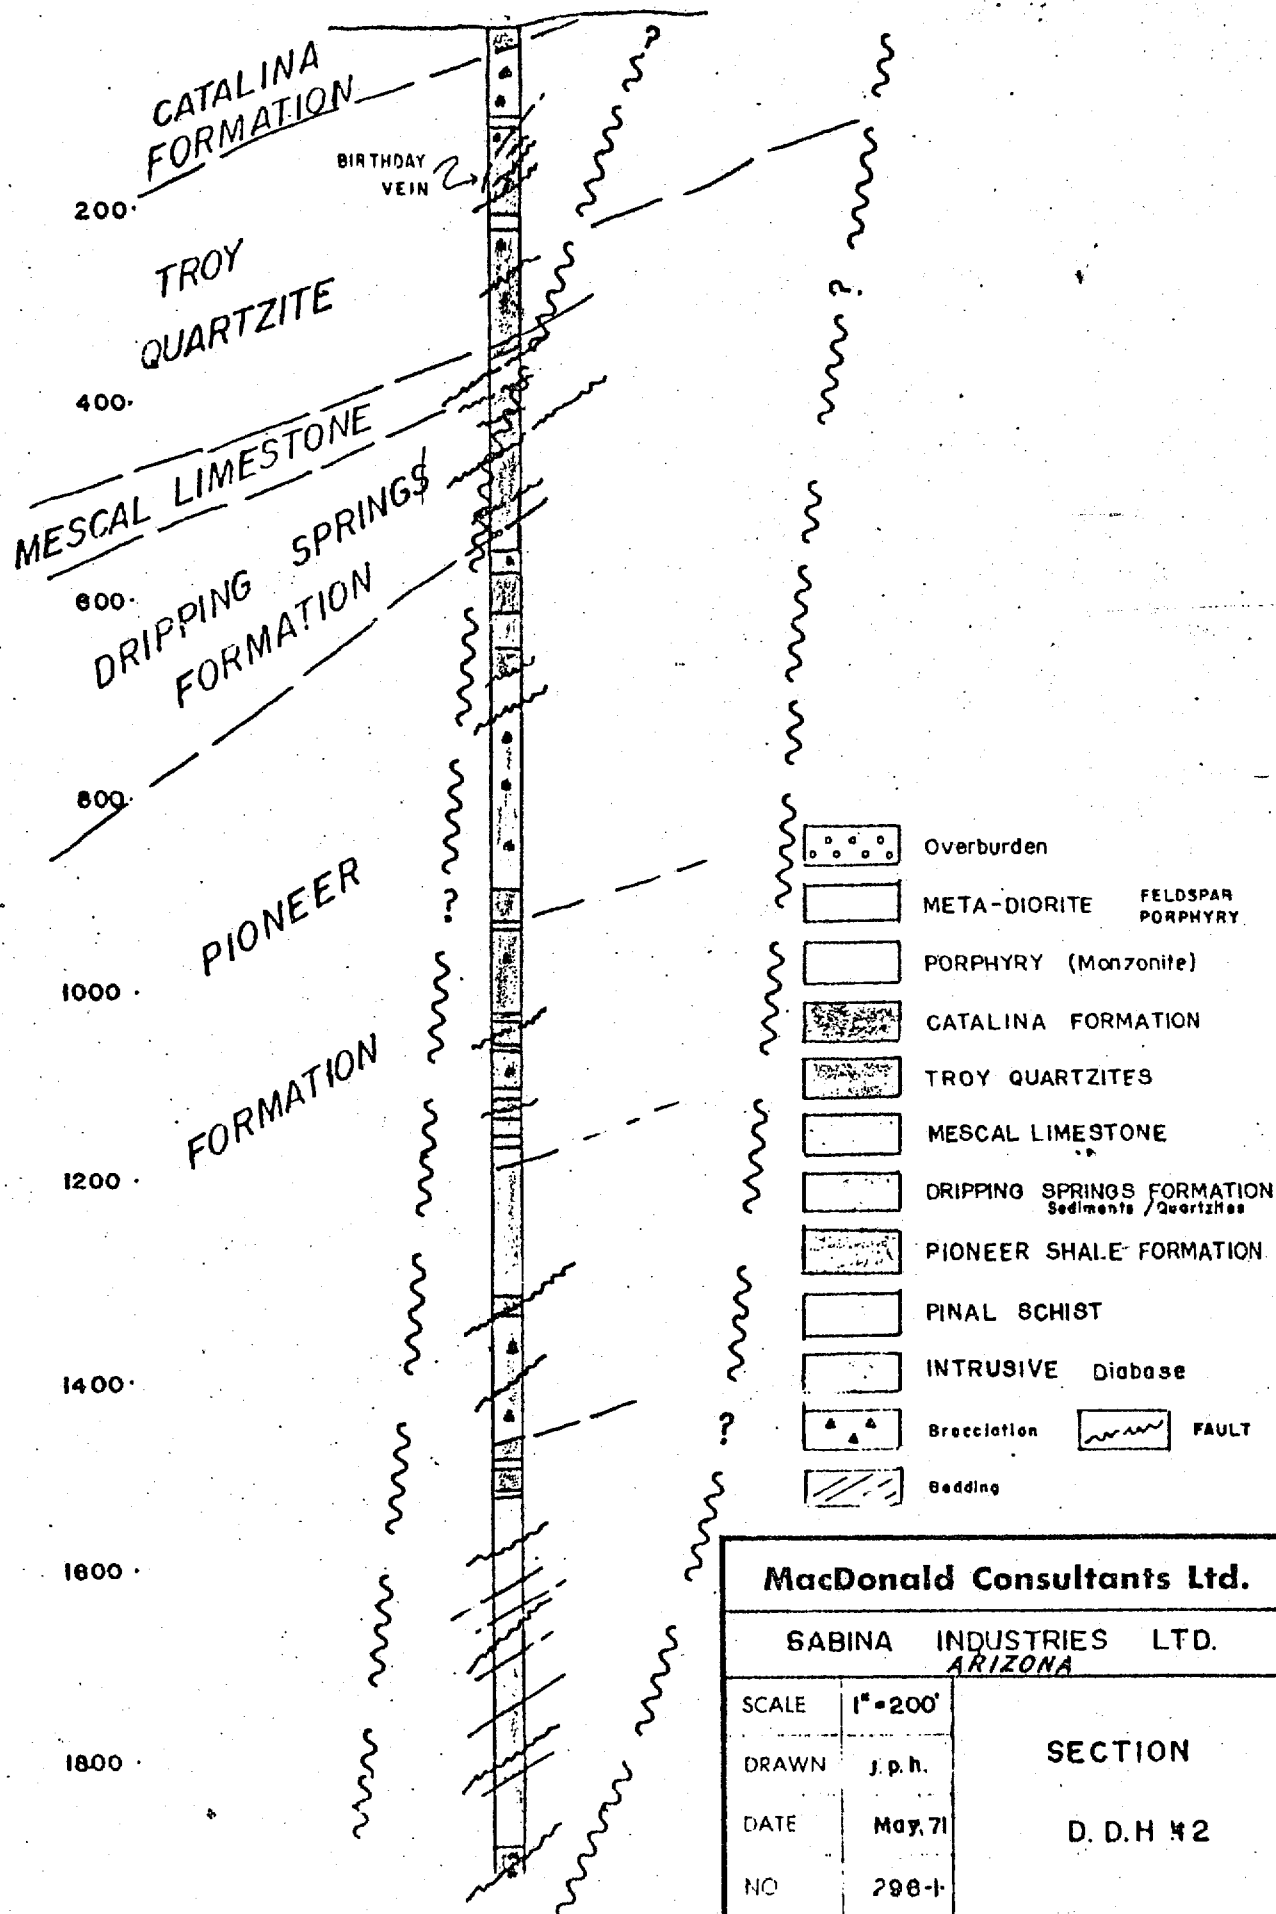 CATALINA
FORMATION
BIRTHDAY
VEIN
200
TROY
QUARTZITE
400
MESCAL LIMESTONE
DRIPPING SPRINGS
FORMATION
600
800
PIONEER
FORMATION
1000
1200
1400
1600
1800
?
?
?
?
Overburden
META-DIORITE FELDSPAR
PORPHYRY
PORPHYRY (Monzonite)
CATALINA FORMATION
TROY QUARTZITES
MESCAL LIMESTONE
DRIPPING SPRINGS FORMATION
Sediments / Quartzites
PIONEER SHALE FORMATION
PINAL SCHIST
INTRUSIVE Diabase
Brecciation FAULT
Bedding
MacDonald Consultants Ltd.
SABINA INDUSTRIES LTD.
ARIZONA
SCALE 1"=200'
DRAWN j.p.h.
DATE May, 71
NO
SECTION
D. D. H #2